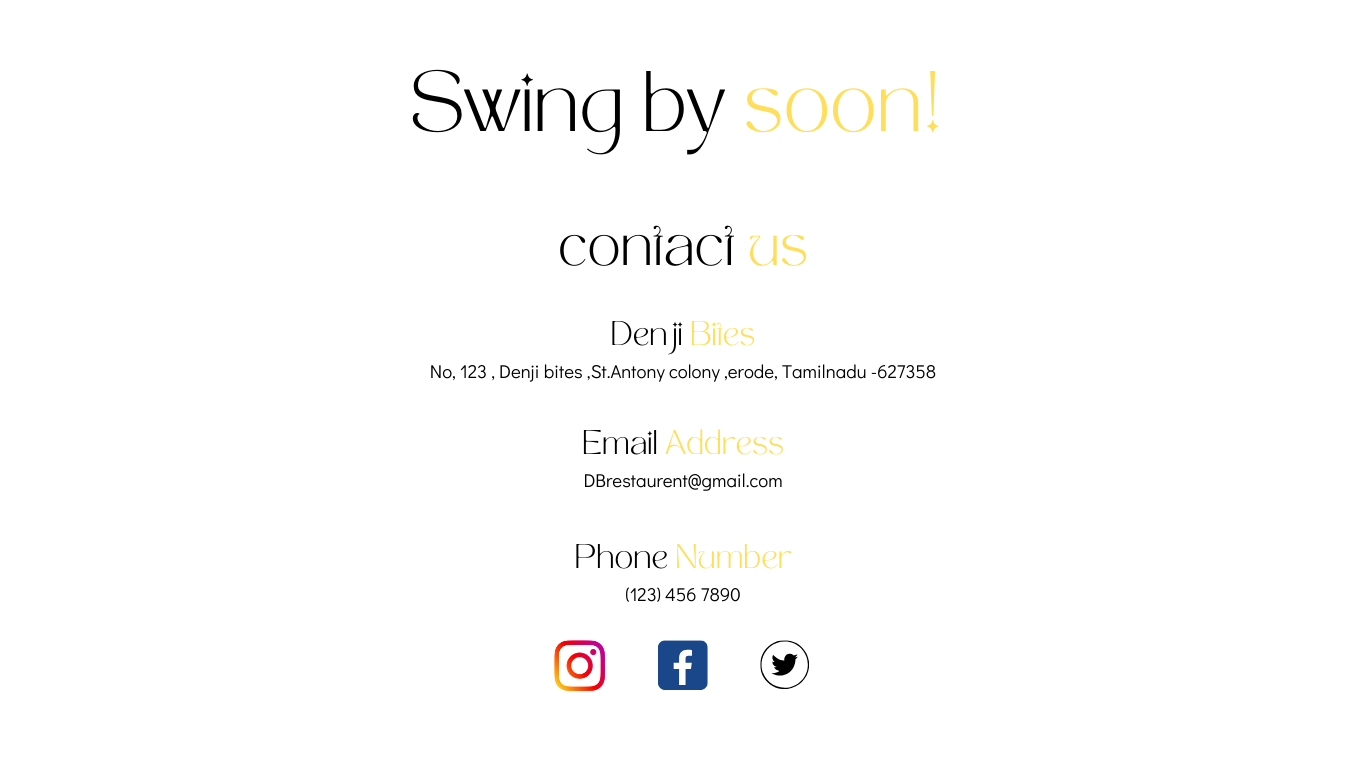 Swing by soon!
contact us
Denji Bites
No, 123 , Denji bites ,St.Antony colony ,erode, Tamilnadu -627358
Email Address
DBrestaurent@gmail.com
Phone Number
(123) 456 7890